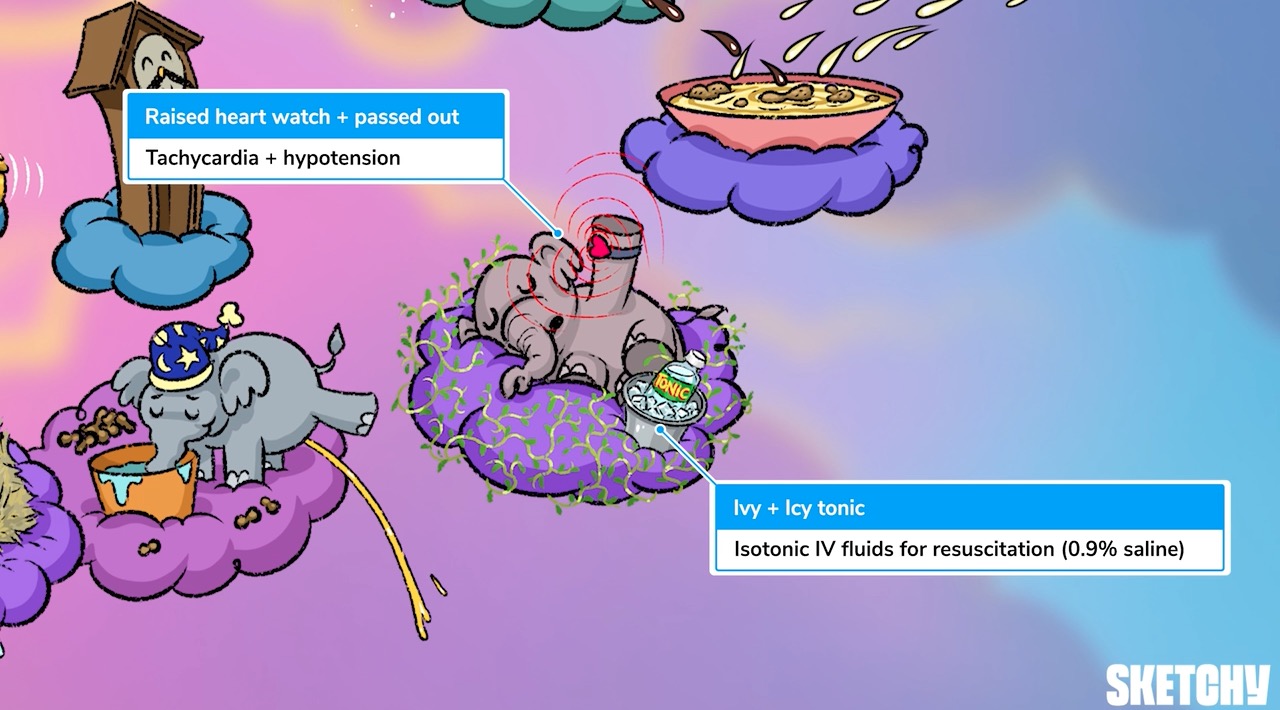 Raised heart watch + passed out
Tachycardia + hypotension
TONIC
Ivy + Icy tonic
Isotonic IV fluids for resuscitation (0.9% saline)
SKETCHY